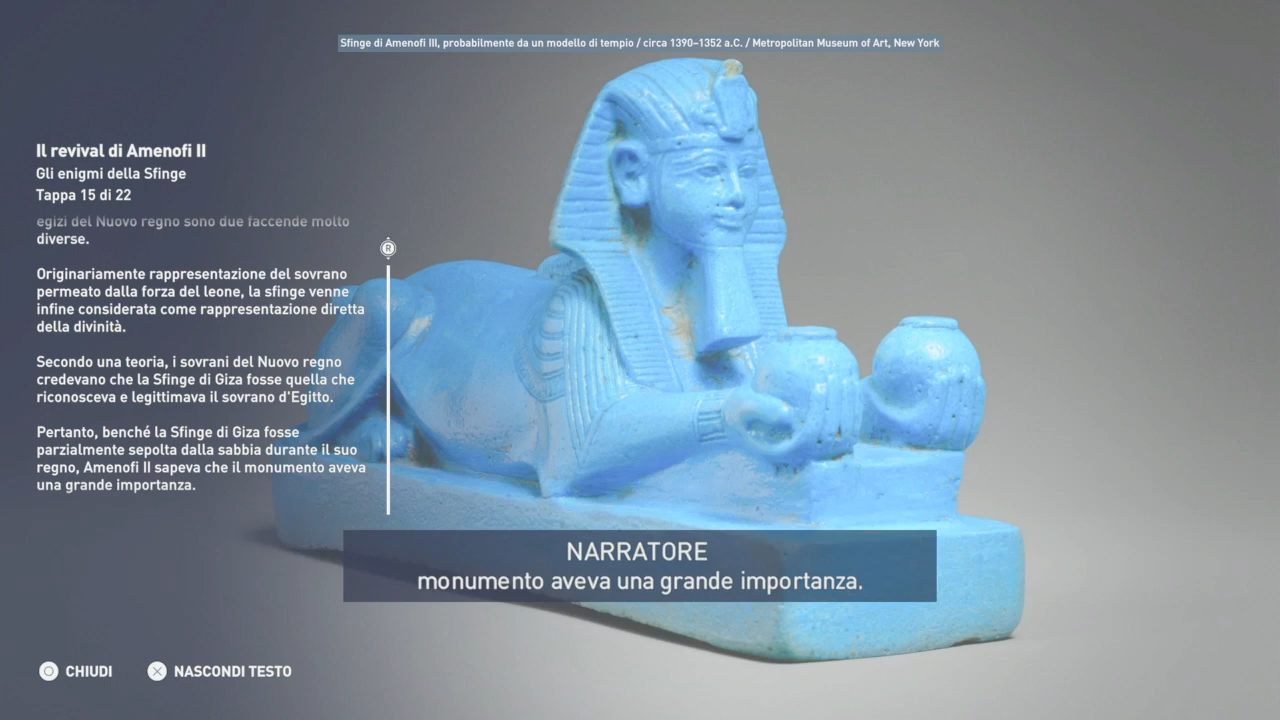 Sfinge di Amenofi III, probabilmente da un modello di tempio / circa 1390–1352 a.C. / Metropolitan Museum of Art, New York
Il revival di Amenofi II
Gli enigmi della Sfinge
Tappa 15 di 22
egizi del Nuovo regno sono due faccende molto
diverse.
Originariamente rappresentazione del sovrano
permeato dalla forza del leone, la sfinge venne
infine considerata come rappresentazione diretta
della divinità.
Secondo una teoria, i sovrani del Nuovo regno
credevano che la Sfinge di Giza fosse quella che
riconosceva e legittimava il sovrano d'Egitto.
Pertanto, benché la Sfinge di Giza fosse
parzialmente sepolta dalla sabbia durante il suo
regno, Amenofi II sapeva che il monumento aveva
una grande importanza.
R
NARRATORE
monumento aveva una grande importanza.
CHIUDI
NASCONDI TESTO